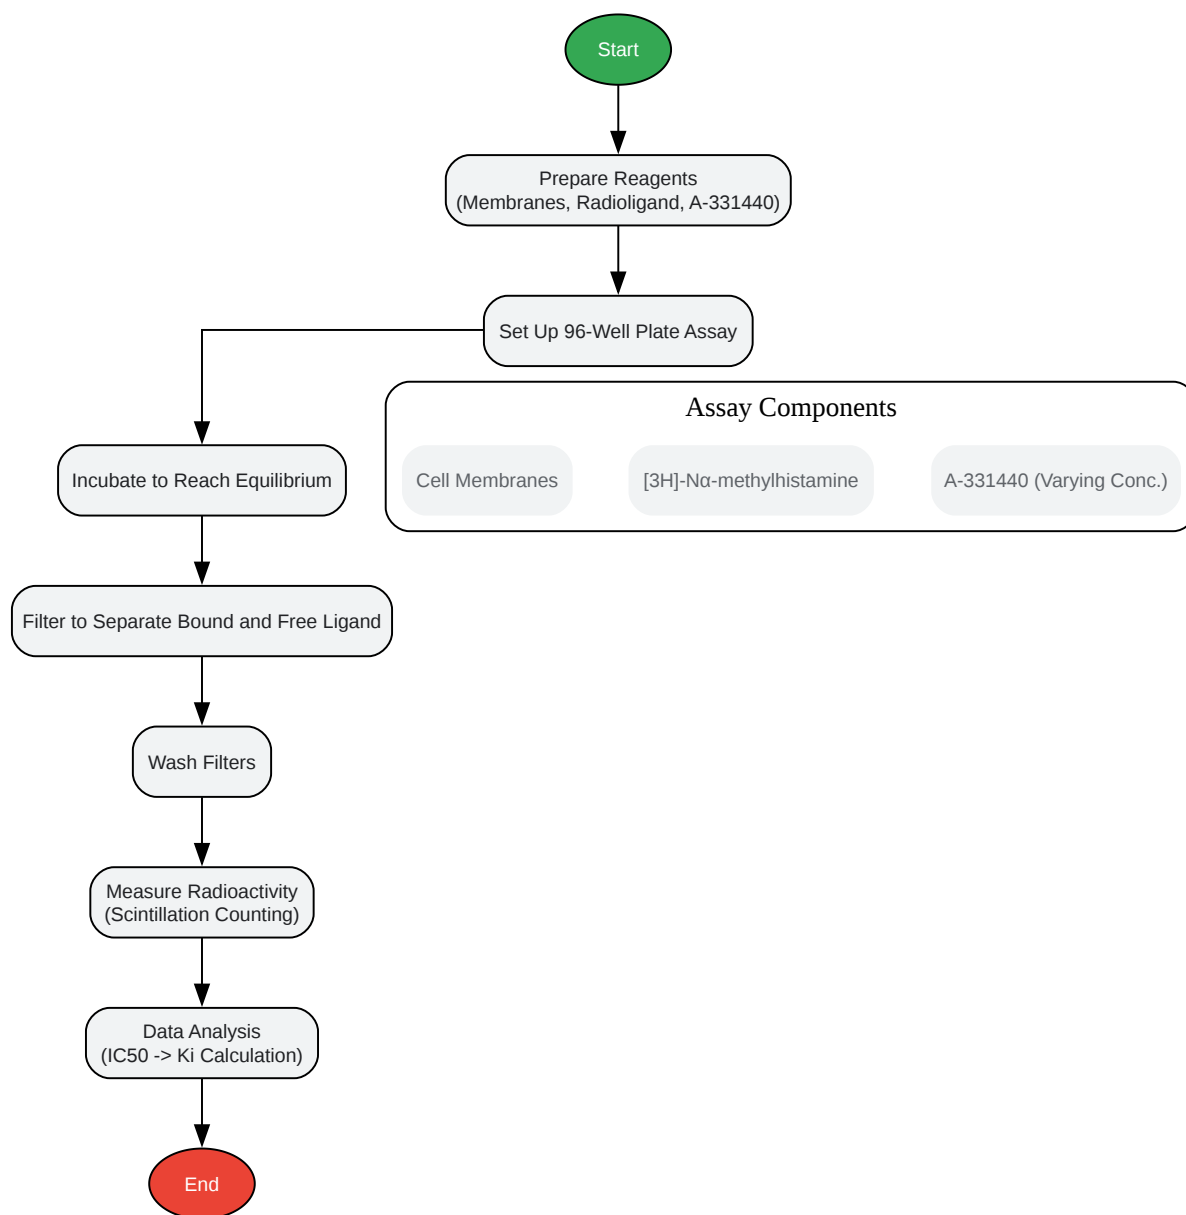 Start
Prepare Reagents
(Membranes, Radioligand, A-331440)
Set Up 96-Well Plate Assay
Assay Components
Cell Membranes
[3H]-Nα-methylhistamine
A-331440 (Varying Conc.)
Incubate to Reach Equilibrium
Filter to Separate Bound and Free Ligand
Wash Filters
Measure Radioactivity
(Scintillation Counting)
Data Analysis
(IC50 -> Ki Calculation)
End